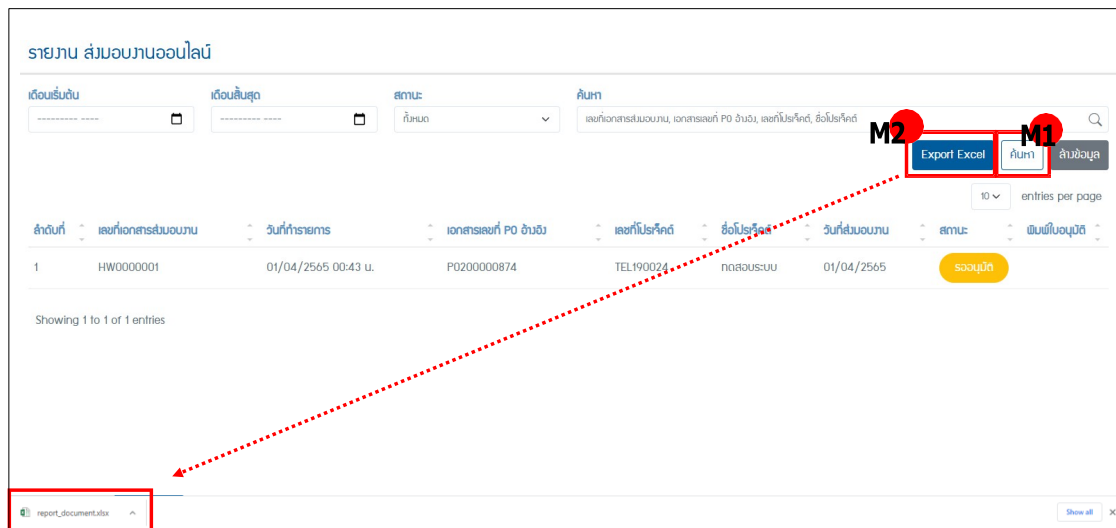 รายงาน ส่งมอบงานออนไลน์
เดือนเริ่มต้น เดือนสิ้นสุด สถานะ ค้นหา
--------- ---- --------- ---- ทั้งหมด เลขที่เอกสารส่งมอบงาน, เอกสารเลขที่ PO อ้างอิง, เลขที่โปรเจ็คต์, ชื่อโปรเจ็คต์
M2 M1
Export Excel ค้นหา ล้างข้อมูล
10 entries per page
ลำดับที่ เลขที่เอกสารส่งมอบงาน วันที่ทำรายการ เอกสารเลขที่ PO อ้างอิง เลขที่โปรเจ็คต์ ชื่อโปรเจ็คต์ วันที่ส่งมอบงาน สถานะ พิมพ์ใบอนุมัติ
1 HW0000001 01/04/2565 00:43 น. PO200000874 TEL190024 ทดสอบระบบ 01/04/2565 รออนุมัติ
Showing 1 to 1 of 1 entries
report_document.xlsx Show all